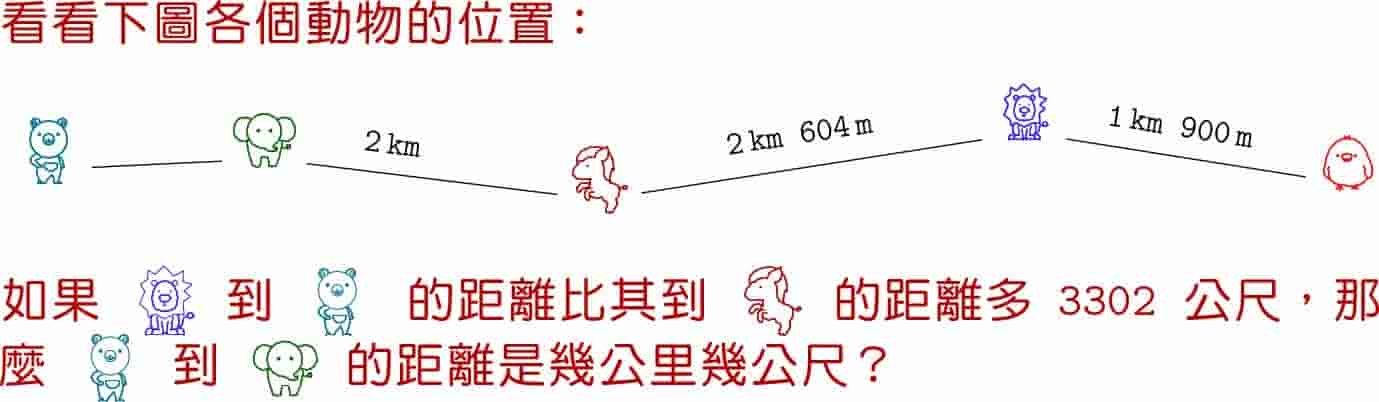 看看下圖各個動物的位置：
2 km
2 km 604 m
1 km 900 m
如果 到 的距離比其到 的距離多 3302 公尺，那
麼 到 的距離是幾公里幾公尺？